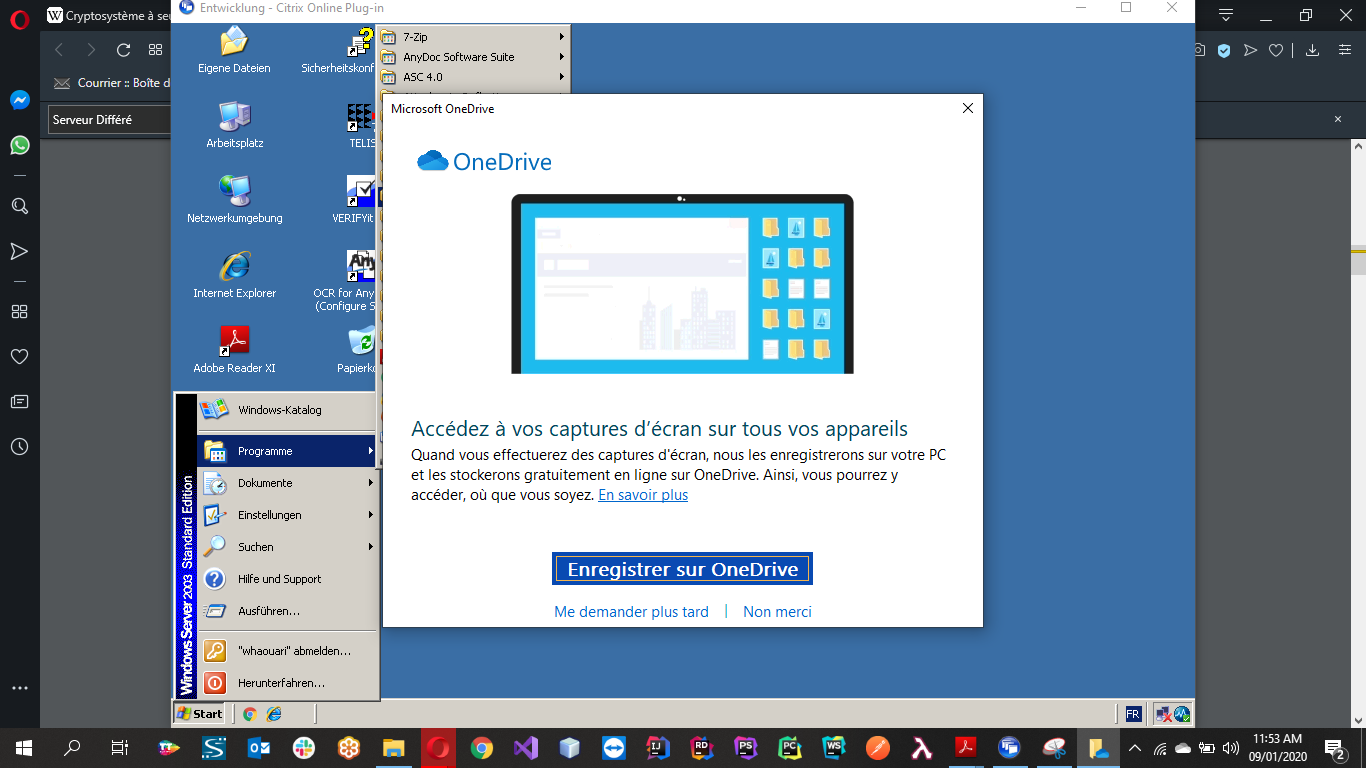 Cryptosystème à se
Entwicklung - Citrix Online Plug-in
Courrier :: Boîte d
Serveur Différé
Eigene Dateien
Sicherheitskonf
Arbeitsplatz
TELIS
Netzwerkumgebung
VERIFYit
Internet Explorer
OCR for Any
(Configure S
Adobe Reader XI
Papierko
7-Zip
AnyDoc Software Suite
ASC 4.0
Microsoft OneDrive
OneDrive
Accédez à vos captures d’écran sur tous vos appareils
Quand vous effectuerez des captures d'écran, nous les enregistrerons sur votre PC
et les stockerons gratuitement en ligne sur OneDrive. Ainsi, vous pourrez y
accéder, où que vous soyez. En savoir plus
Enregistrer sur OneDrive
Me demander plus tard | Non merci
Windows Server 2003 Standard Edition
Windows-Katalog
Programme
Dokumente
Einstellungen
Suchen
Hilfe und Support
Ausführen...
"whaouari" abmelden...
Herunterfahren...
Start
FR
11:53 AM
09/01/2020
2